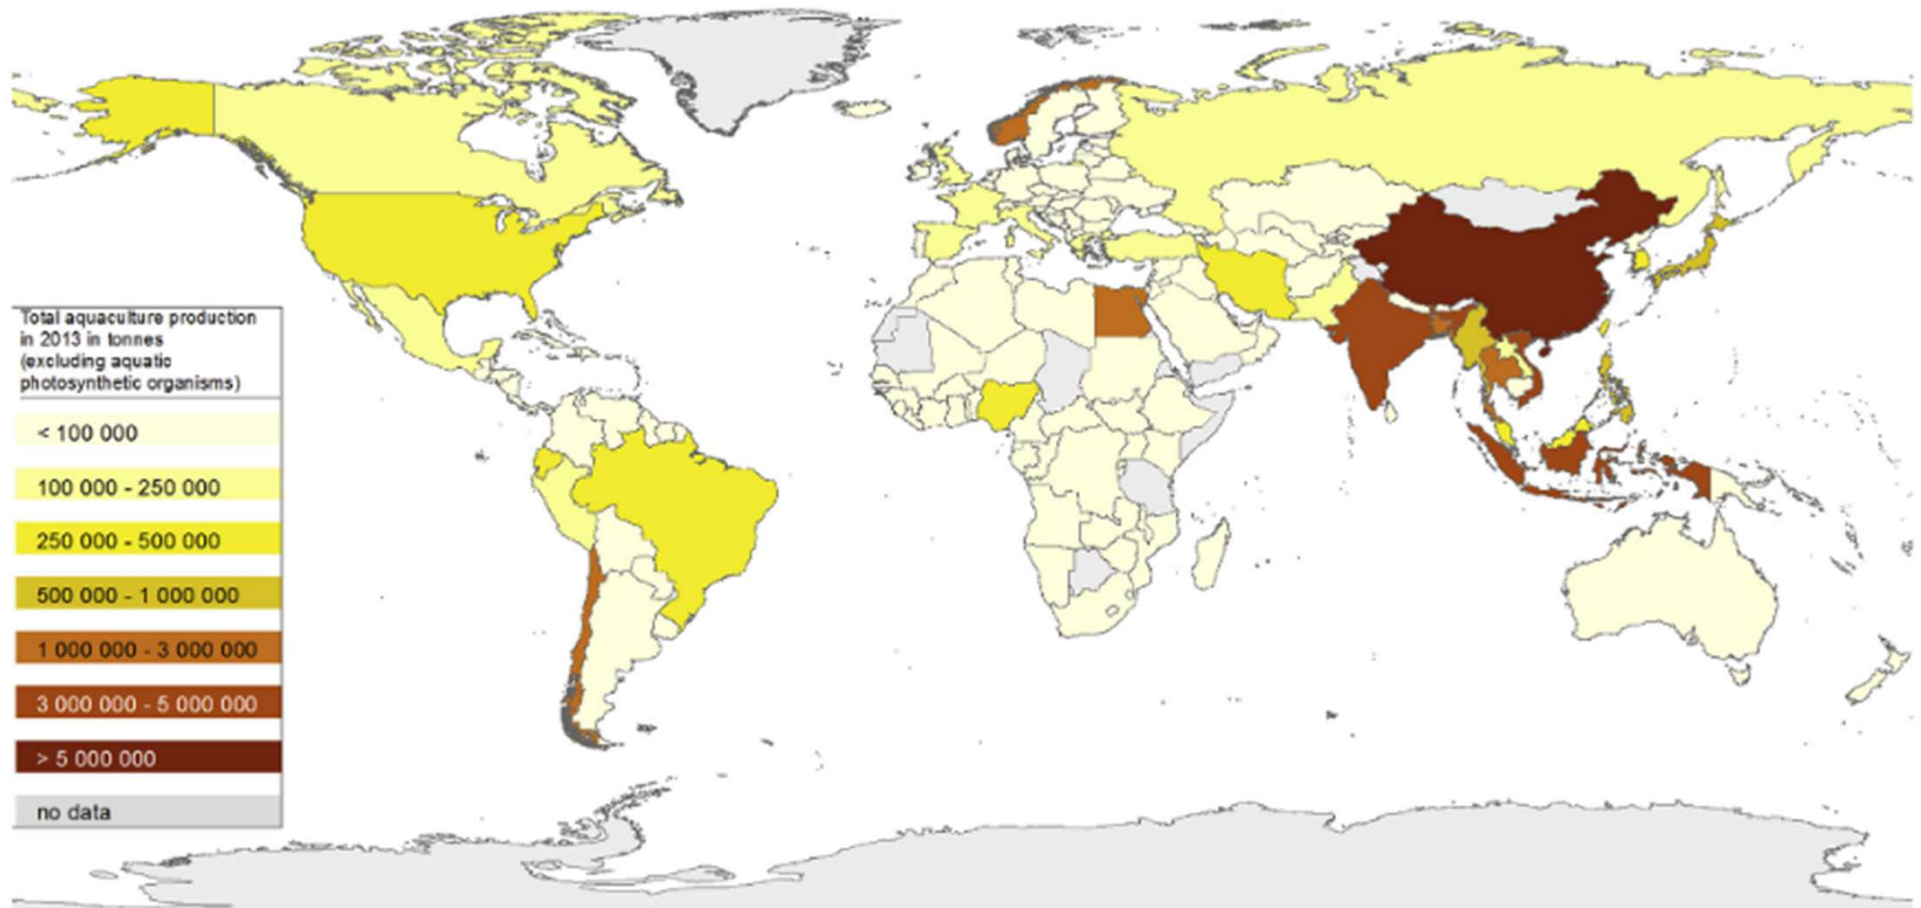 Total aquaculture production
in 2013 in tonnes
(excluding aquatic
photosynthetic organisms)
< 100 000
100 000 - 250 000
250 000 - 500 000
500 000 - 1 000 000
1 000 000 - 3 000 000
3 000 000 - 5 000 000
> 5 000 000
no data